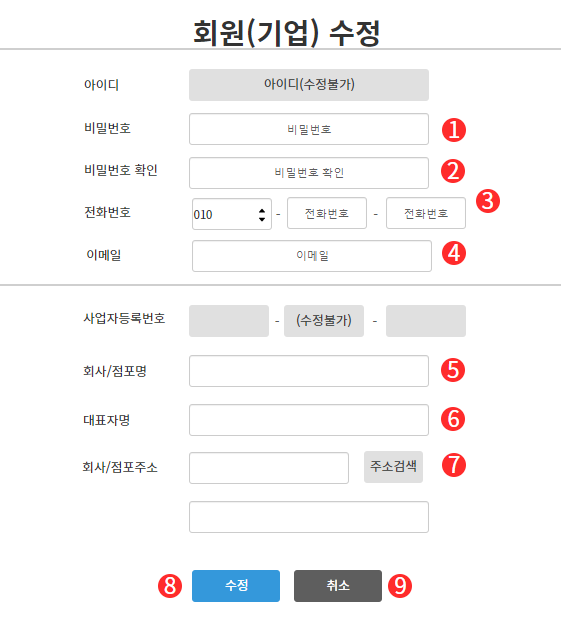 회원(기업) 수정
아이디 아이디(수정불가)
비밀번호 비밀번호 1
비밀번호 확인 비밀번호 확인 2
전화번호 010 - 전화번호 - 전화번호 3
이메일 이메일 4
사업자등록번호 - (수정불가) -
회사/점포명 5
대표자명 6
회사/점포주소 주소검색 7
8 수정 취소 9